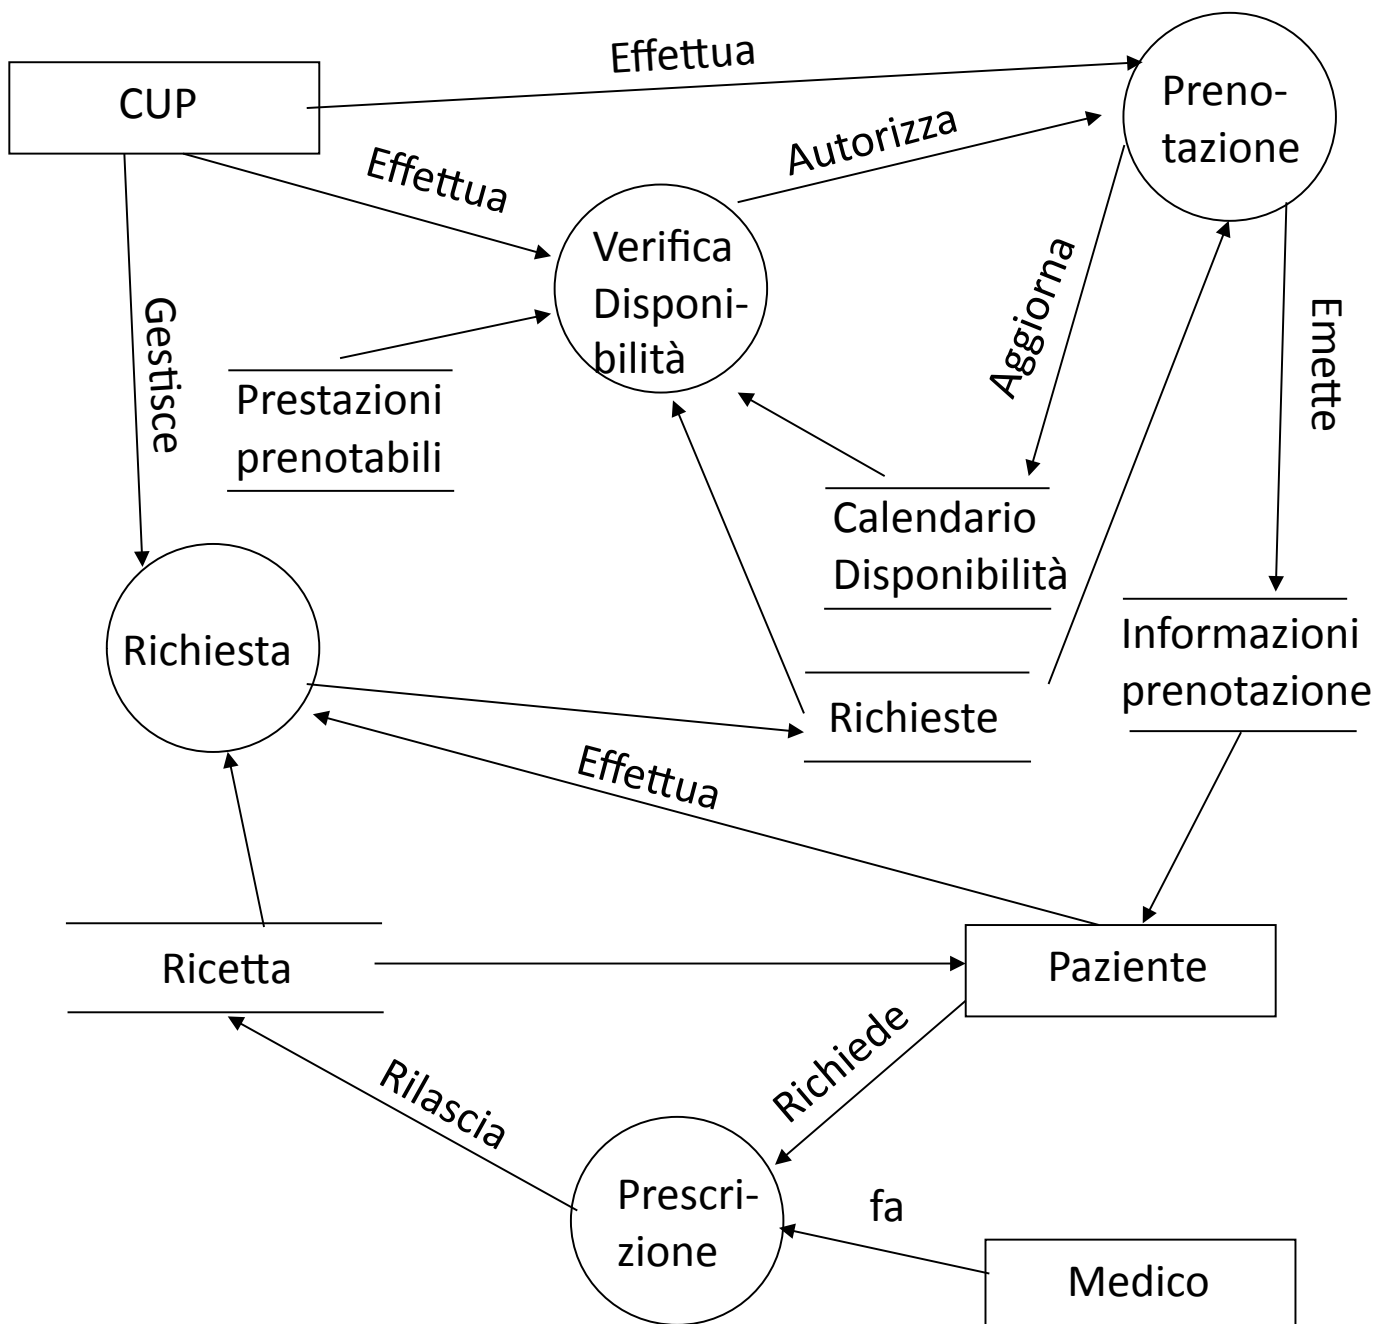 Effettua
CUP
Preno-
tazione
Autorizza
Effettua
Verifica
Disponi-
bilità
Aggiorna
Gestisce
Emette
Prestazioni
prenotabili
Calendario
Disponibilità
Informazioni
prenotazione
Richiesta
Richieste
Effettua
Ricetta
Paziente
Richiede
Rilascia
Prescri-
zione
fa
Medico